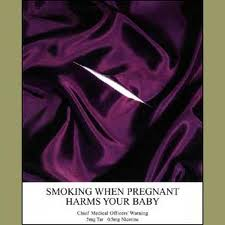 SMOKING WHEN PREGNANT
HARMS YOUR BABY
Chief Medical Officers' Warning
5mg Tar 0.5mg Nicotine